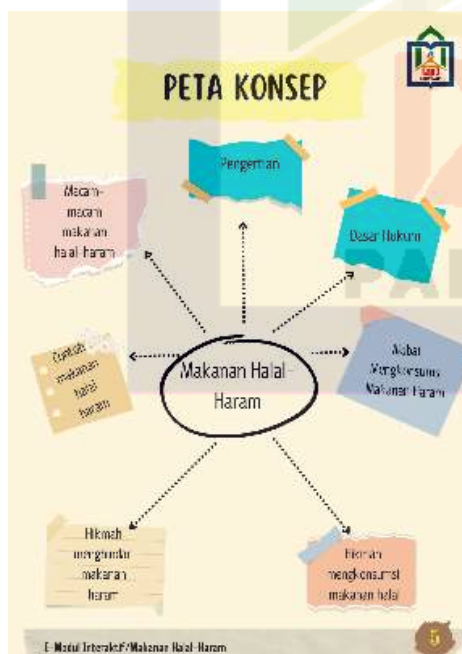 PETA KONSEP
Pengertian
Macam-
macam
makanan
halal-haram
Dasar Hukum
Contoh
makanan
halal
haram
Makanan Halal-
Haram
Akibat
Mengkonsumsi
Makanan Haram
Hikmah
menghindari
makanan
haram
Hikmah
mengkonsumsi
makanan halal
E-Modul Interaktif/Makanan Halal-Haram
5